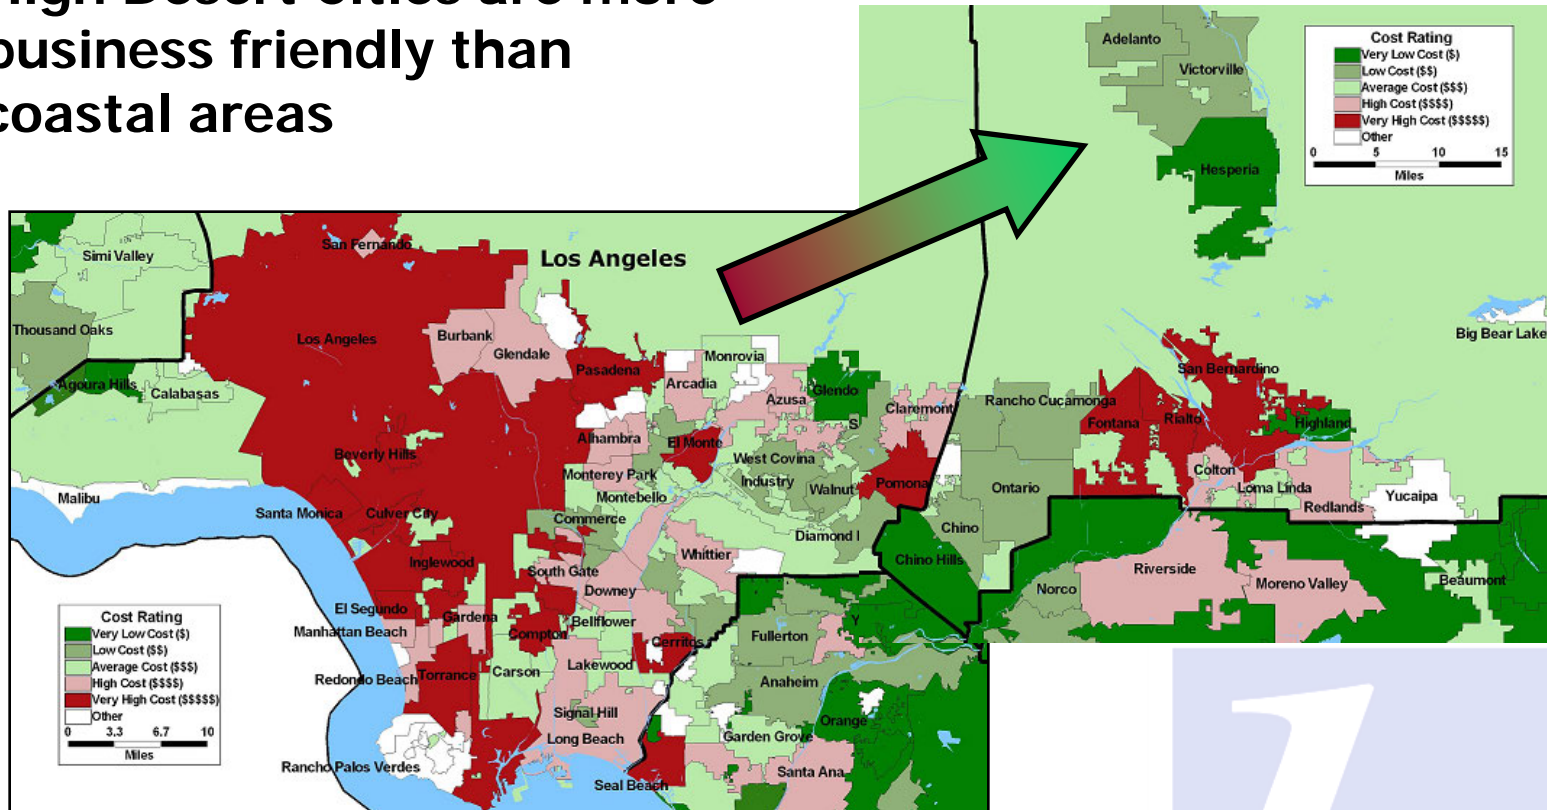 High Desert cities are more
business friendly than
coastal areas
Cost Rating
Very Low Cost ($)
Low Cost ($$)
Average Cost ($$$)
High Cost ($$$$)
Very High Cost ($$$$$)
Other
0 5 10 15
Miles
Adelanto
Victorville
Hesperia
Big Bear Lake
Los Angeles
San Fernando
Simi Valley
Thousand Oaks
Agoura Hills
Calabasas
Los Angeles
Burbank
Glendale
Pasadena
Monrovia
Arcadia
Azusa
Glendo
S
Claremont
Rancho Cucamonga
San Bernardino
Fontana
Rialto
Highland
Alhambra
El Monte
Beverly Hills
Monterey Park
West Covina
Industry
Walnut
Pomona
Ontario
Colton
Loma Linda
Redlands
Yucaipa
Malibu
Santa Monica
Culver City
Montebello
Commerce
Diamond
Chino
Chino Hills
Whittier
Inglewood
South Gate
Downey
Riverside
Moreno Valley
Beaumont
Norco
El Segundo
Manhattan Beach
Gardena
Compton
Bellflower
Cerritos
Fullerton
Y
Redondo Beach
Torrance
Carson
Lakewood
Anaheim
Signal Hill
Long Beach
Orange
Garden Grove
Rancho Palos Verdes
Seal Beach
Santa Ana
Cost Rating
Very Low Cost ($)
Low Cost ($$)
Average Cost ($$$)
High Cost ($$$$)
Very High Cost ($$$$$)
Other
0 3.3 6.7 10
Miles